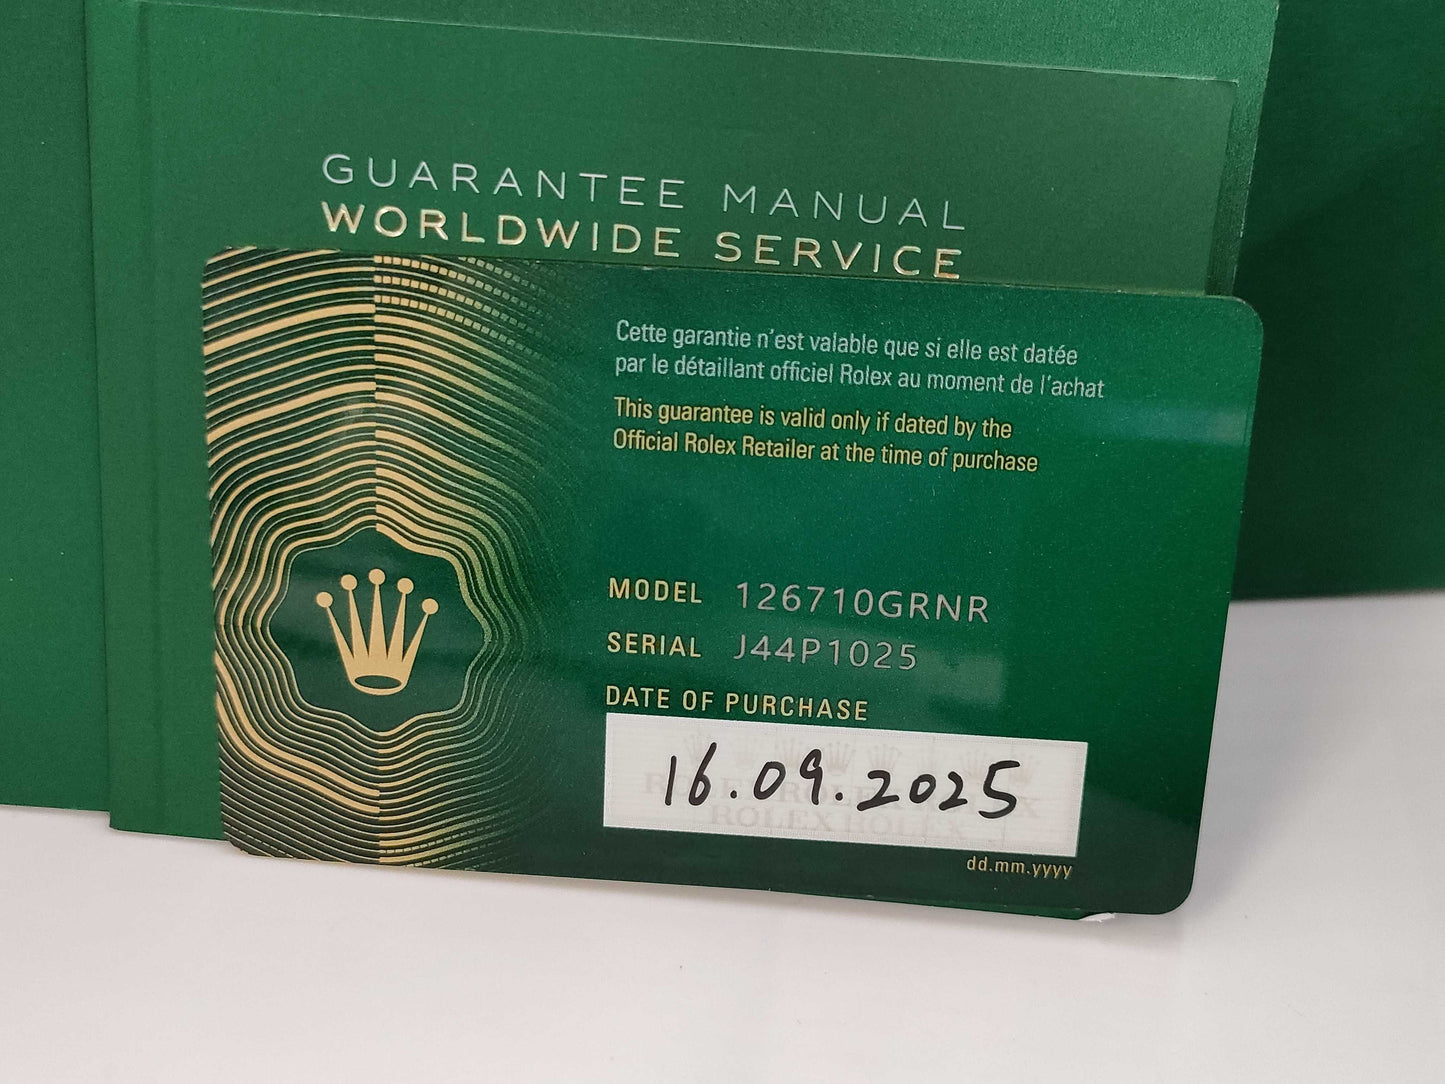 GUARANTEE MANUAL
WORLDWIDE SERVICE
Cette garantie n'est valable que si elle est datée
par le détaillant officiel Rolex au moment de l'achat
This guarantee is valid only if dated by the
Official Rolex Retailer at the time of purchase
MODEL 126710GRNR
SERIAL J44P1025
DATE OF PURCHASE
16.09.2025
ROLEX ROLEX
dd.mm.yyyy